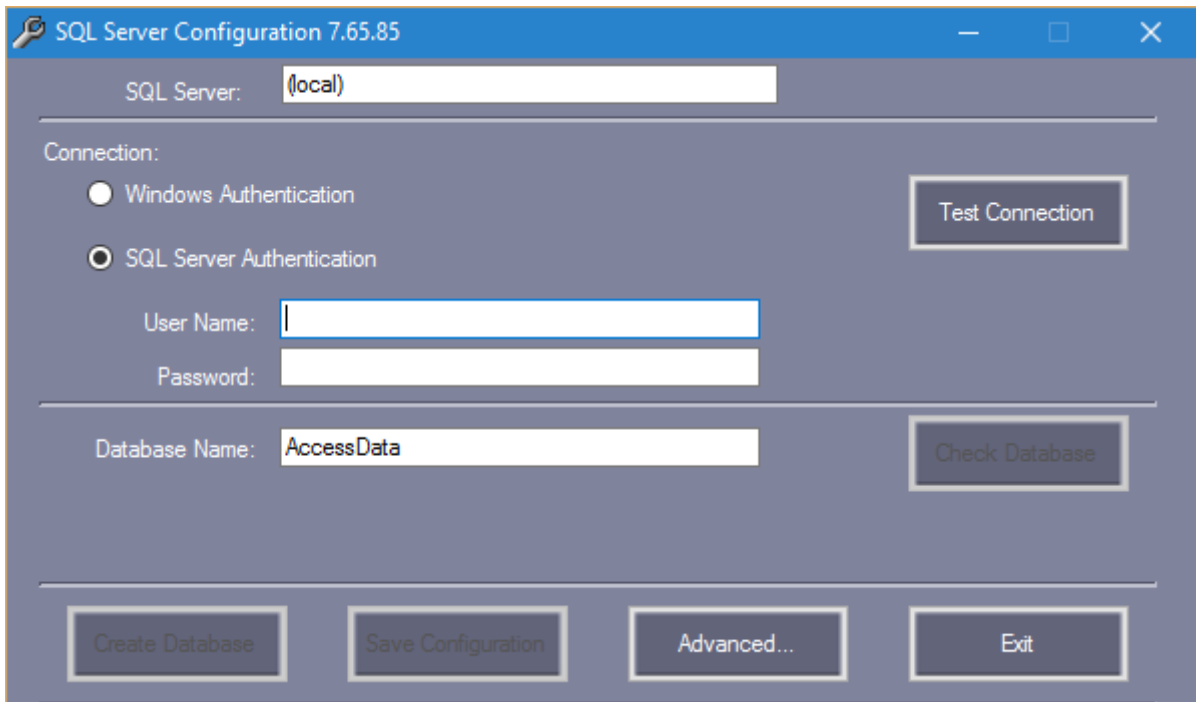 SQL Server Configuration 7.65.85
SQL Server: (local)
Connection:
Windows Authentication
Test Connection
SQL Server Authentication
User Name:
Password:
Database Name: AccessData
Check Database
Create Database Save Configuration Advanced... Exit